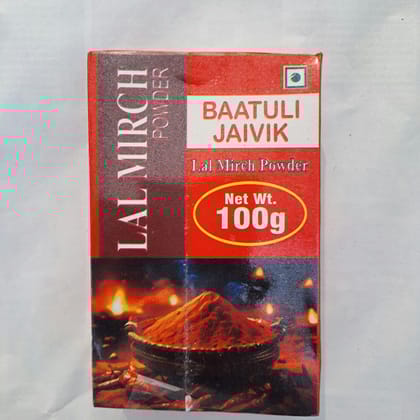 LAL MIRCH
POWDER
BAATULI
JAIVIK
Lal Mirch Powder
Net Wt.
100g